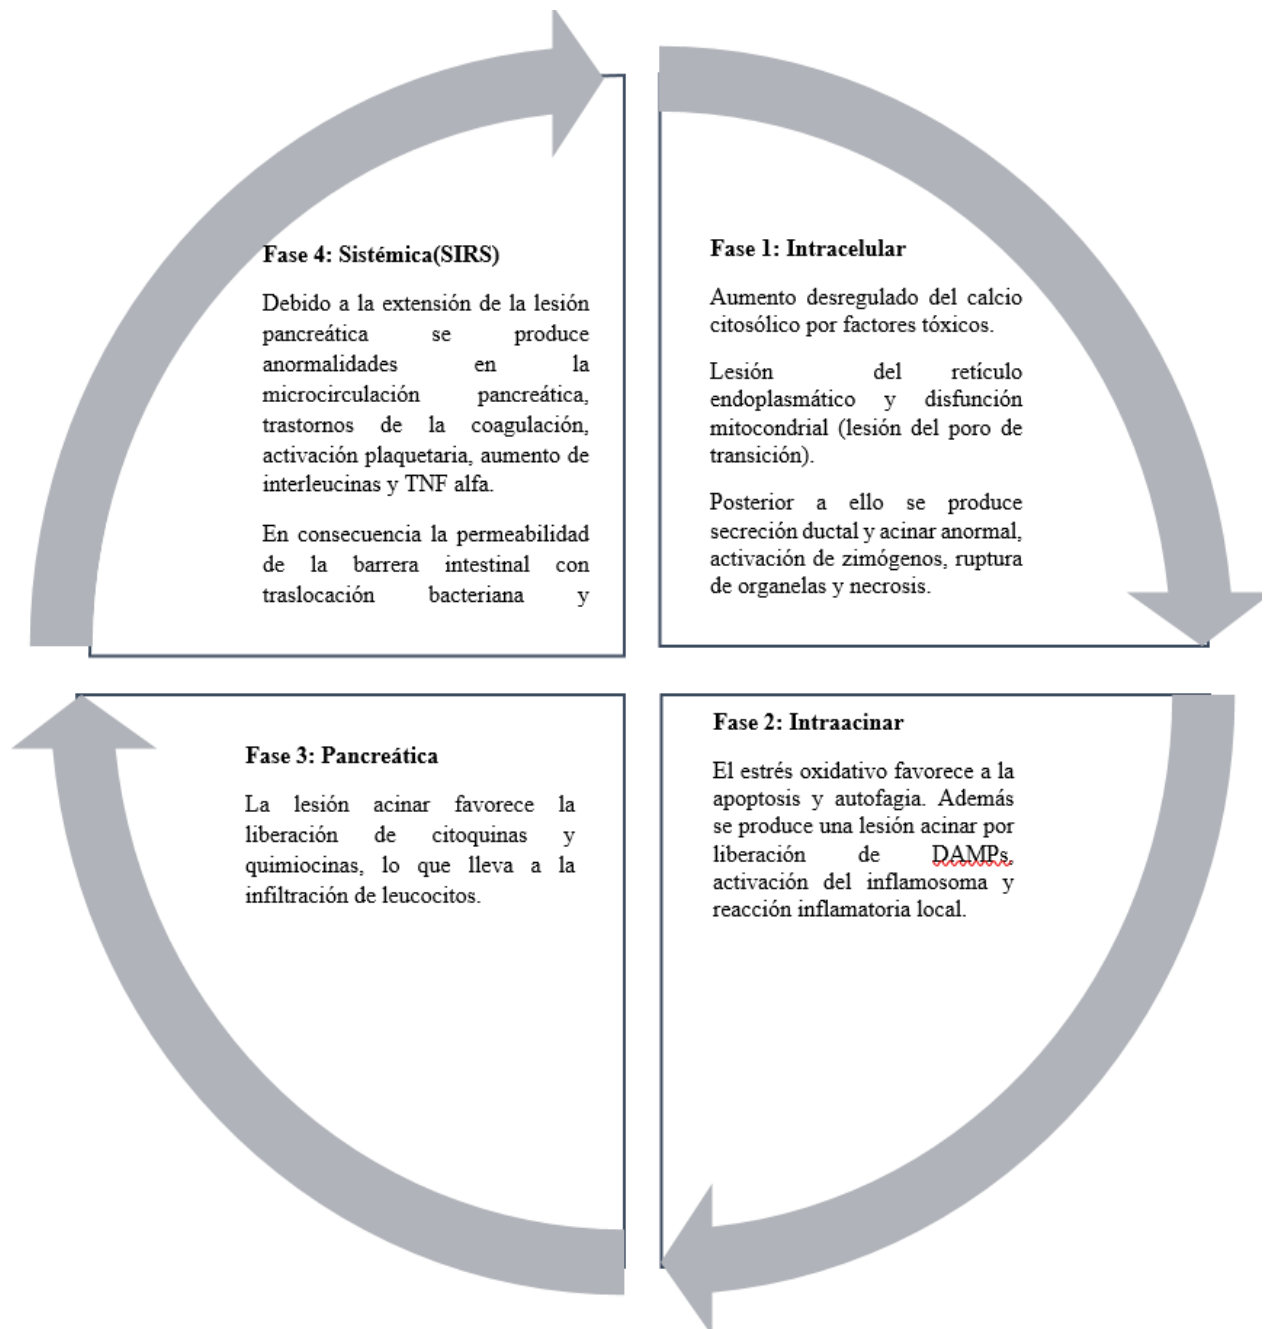 Fase 1: Intracelular
Aumento desregulado del calcio
citosólico por factores tóxicos.
Lesión del retículo
endoplasmático y disfunción
mitocondrial (lesión del poro de
transición).
Posterior a ello se produce
secreción ductal y acinar anormal,
activación de zimógenos, ruptura
de organelas y necrosis.
Fase 2: Intraacinar
El estrés oxidativo favorece a la
apoptosis y autofagia. Además
se produce una lesión acinar por
liberación de DAMPs,
activación del inflamosoma y
reacción inflamatoria local.
Fase 3: Pancreática
La lesión acinar favorece la
liberación de citoquinas y
quimiocinas, lo que lleva a la
infiltración de leucocitos.
Fase 4: Sistémica(SIRS)
Debido a la extensión de la lesión
pancreática se produce
anormalidades en la
microcirculación pancreática,
trastornos de la coagulación,
activación plaquetaria, aumento de
interleucinas y TNF alfa.
En consecuencia la permeabilidad
de la barrera intestinal con
traslocación bacteriana y